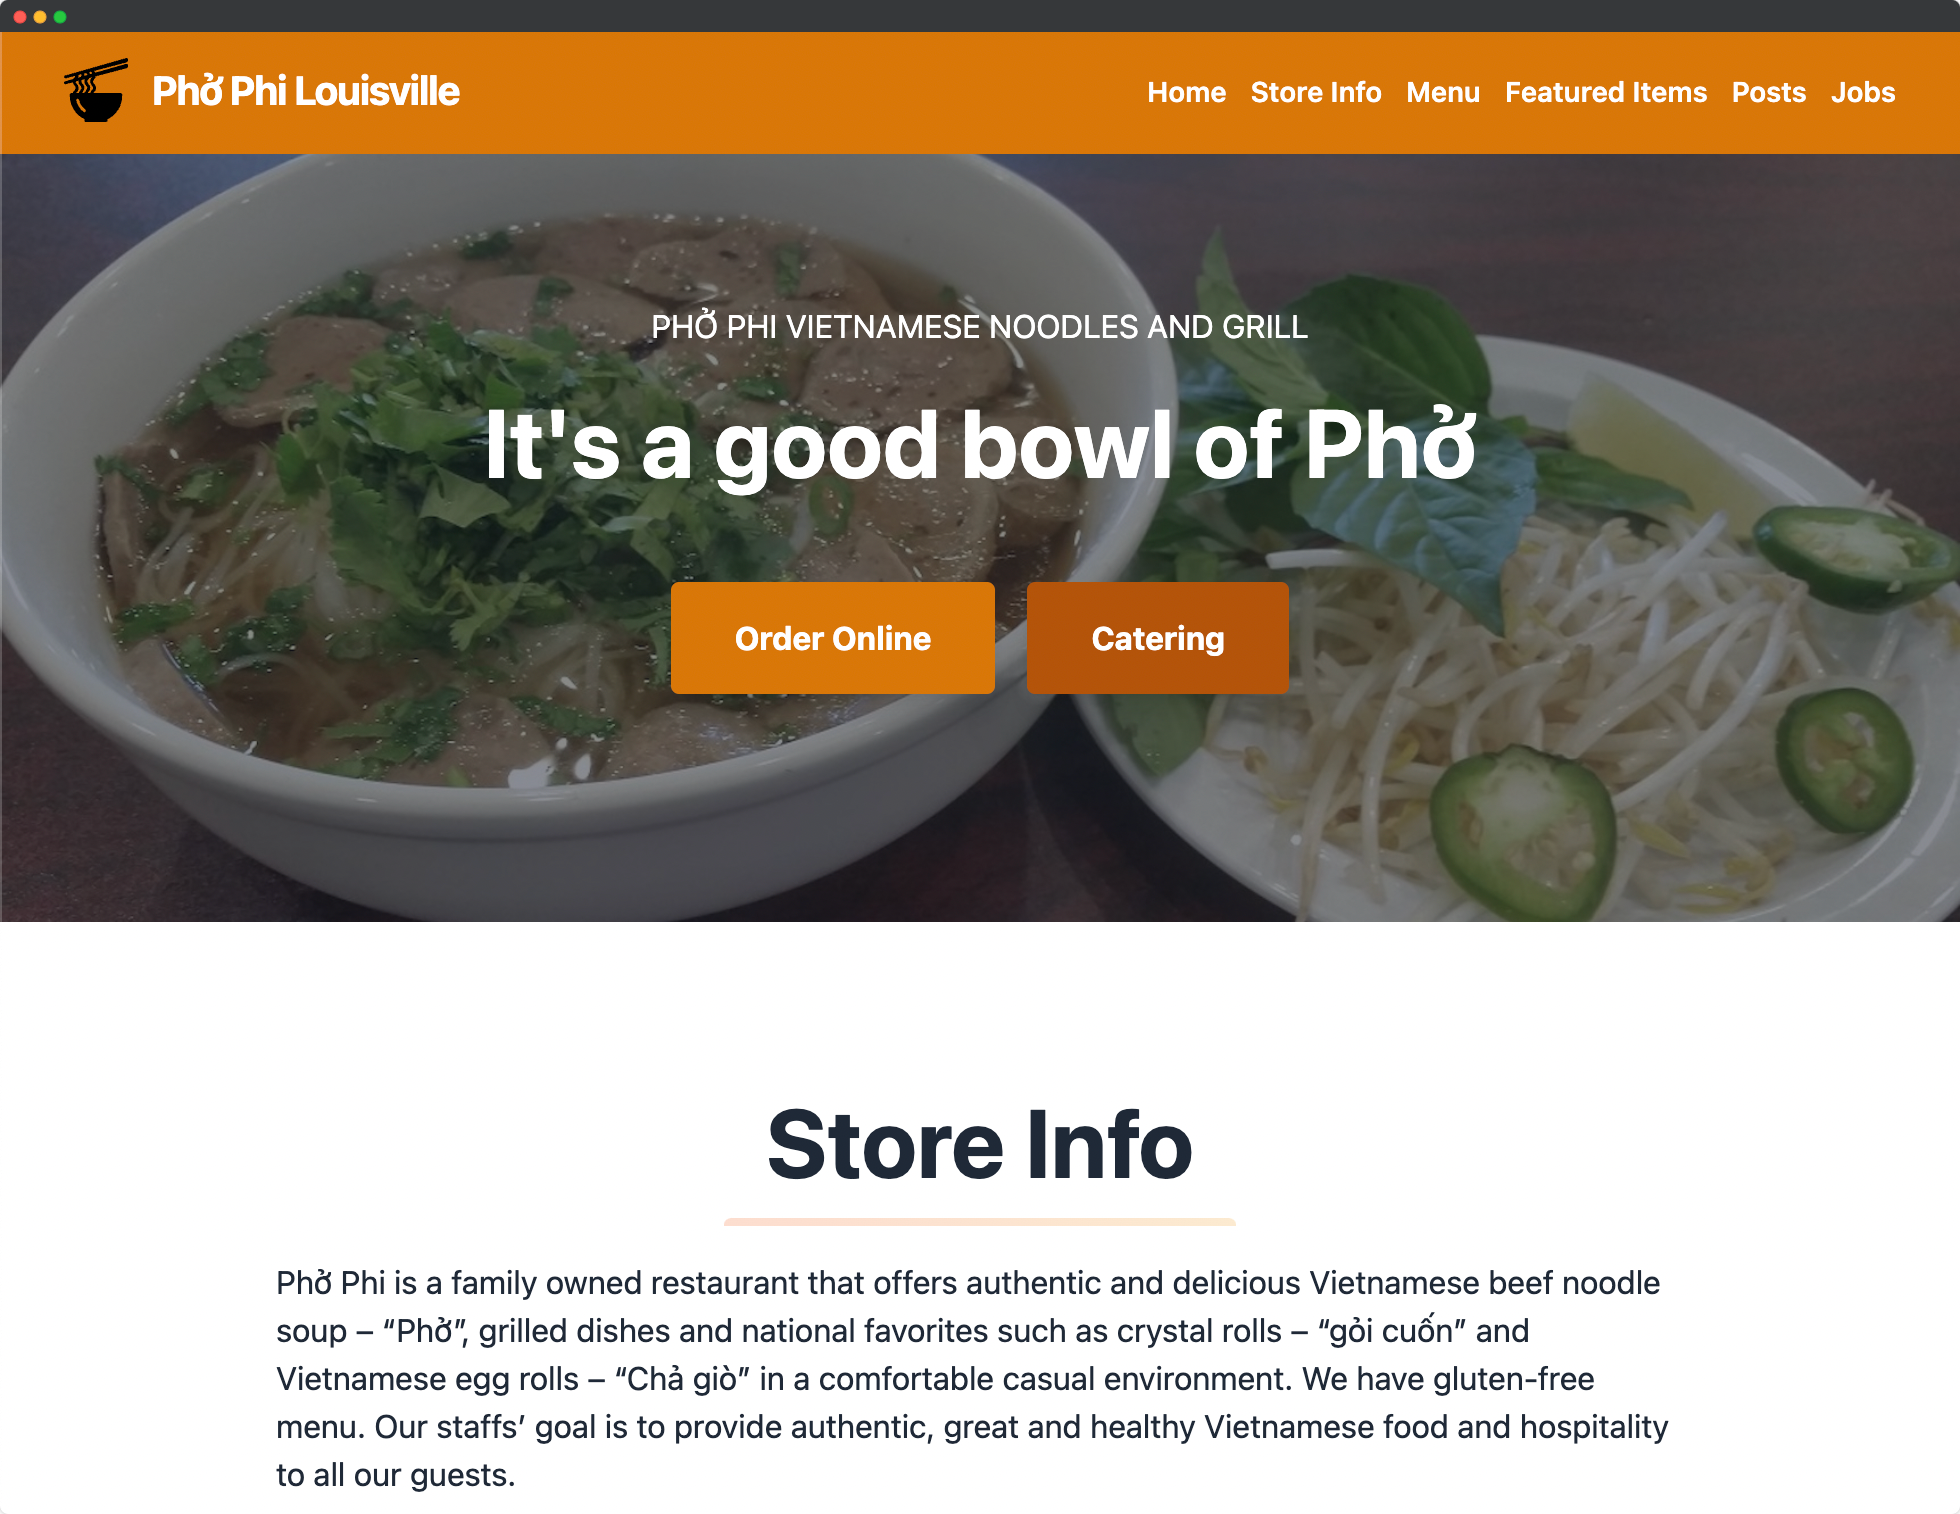 Phở Phi Louisville
Home Store Info Menu Featured Items Posts Jobs
PHỞ PHI VIETNAMESE NOODLES AND GRILL
It's a good bowl of Phở
Order Online Catering
Store Info
Phở Phi is a family owned restaurant that offers authentic and delicious Vietnamese beef noodle
soup – “Phở”, grilled dishes and national favorites such as crystal rolls – “gỏi cuốn” and
Vietnamese egg rolls – “Chả giò” in a comfortable casual environment. We have gluten-free
menu. Our staffs’ goal is to provide authentic, great and healthy Vietnamese food and hospitality
to all our guests.